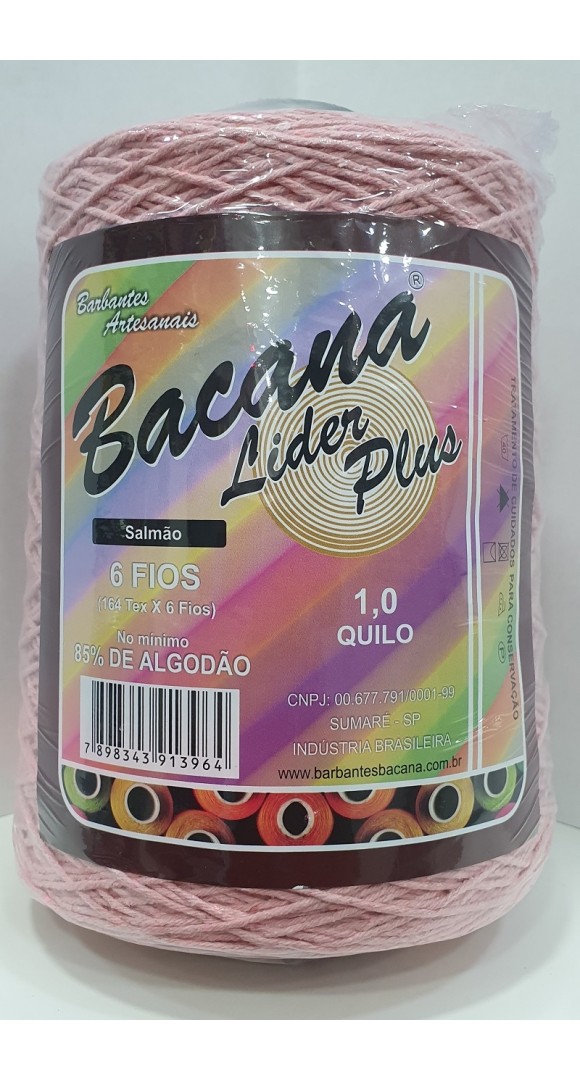 Barbantes
Artesanais
Bacana®
Lider
Plus
Salmão
6 FIOS
(164 Tex X 6 Fios)
No mínimo
85% DE ALGODÃO
7 898343 913964
1,0
QUILO
CNPJ: 00.677.791/0001-99
SUMARÉ - SP
INDÚSTRIA BRASILEIRA
www.barbantesbacana.com.br
TRATAMENTO DE CUIDADOS PARA CONSERVAÇÃO
P